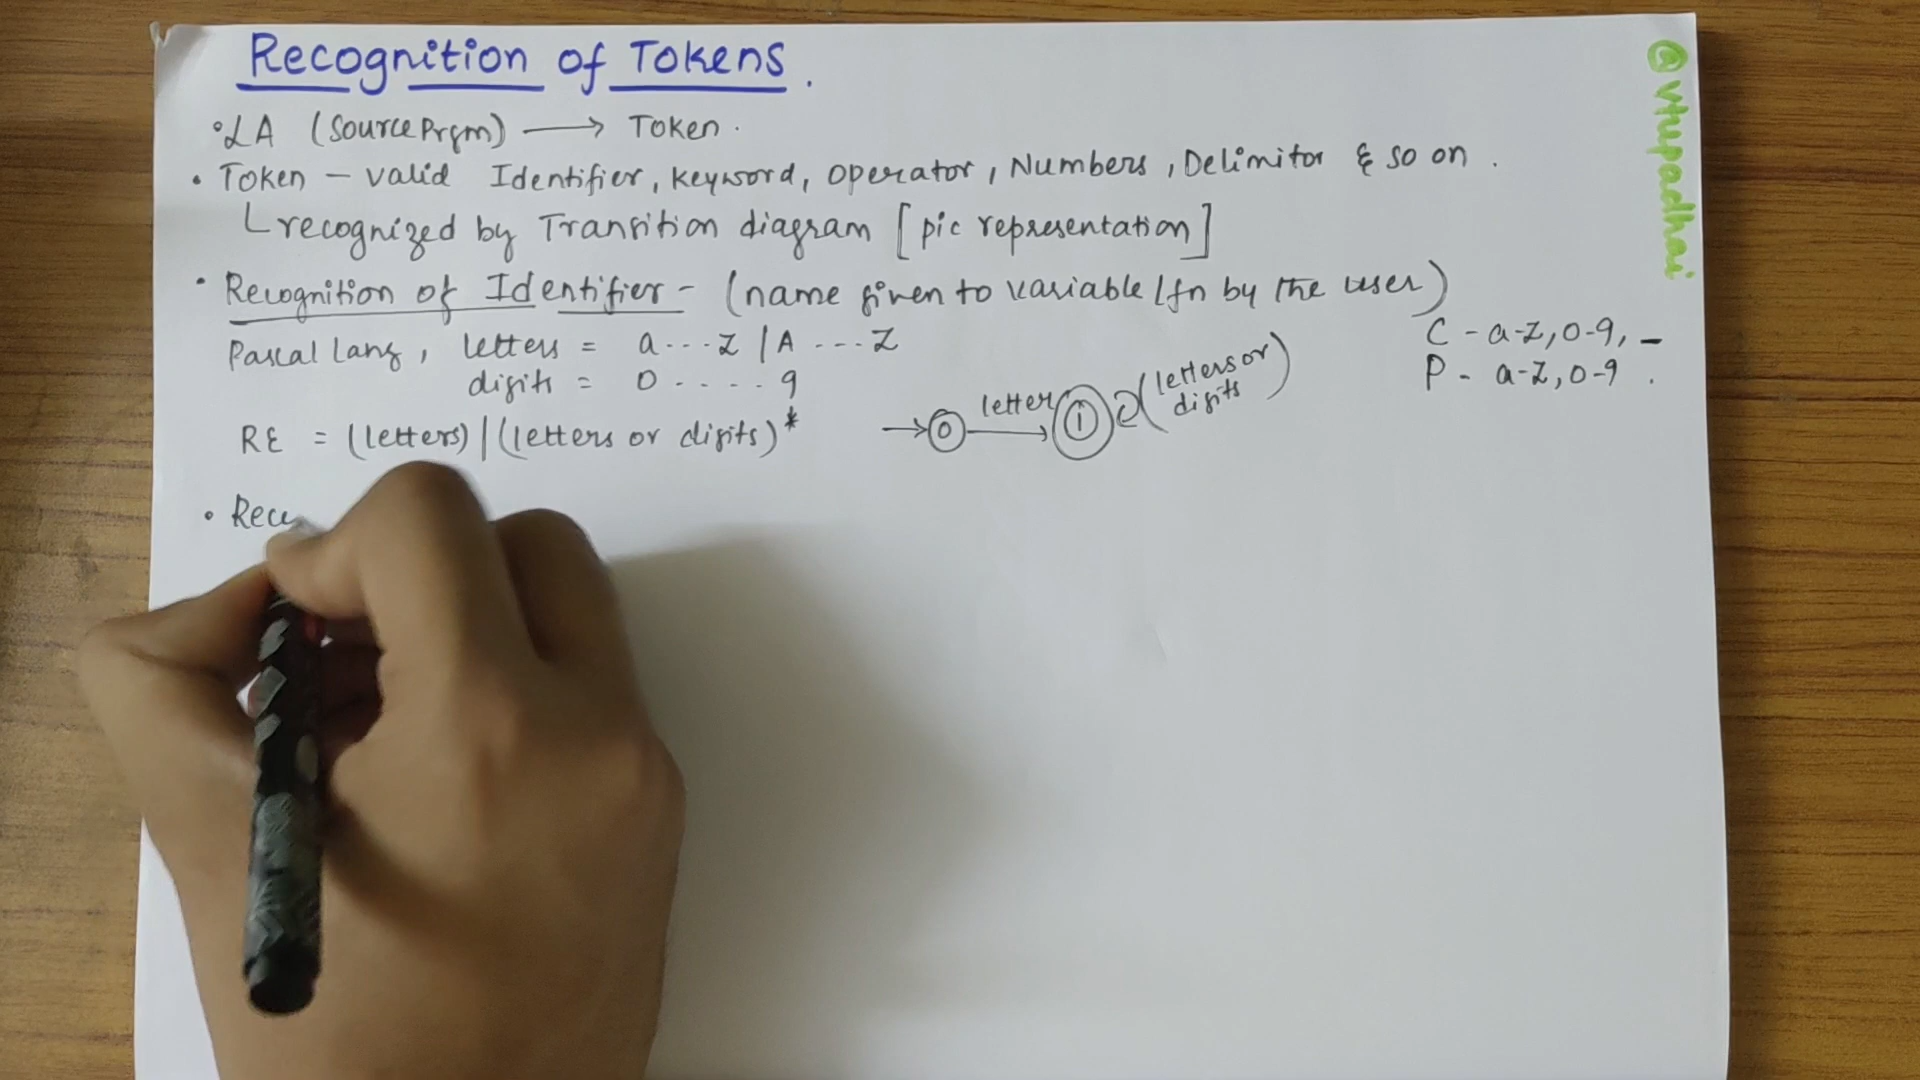 Recognition of Tokens.
• LA (Source Prgm) → Token.
• Token – valid Identifier, Keyword, operator, Numbers, Delimitor & so on.
recognized by Transition diagram [pic representation]
• Recognition of Identifier - (name given to variable/fn by the user)
Pascal lang, letters = a...z | A ---z
digits = 0 - - - - 9
C - a-z, 0-9, _
P - a-z, 0-9.
RE = (letters) | (letters or digits)*
→ 0 letter → 1 (letters or digits)
• Reco
@vtupadhai